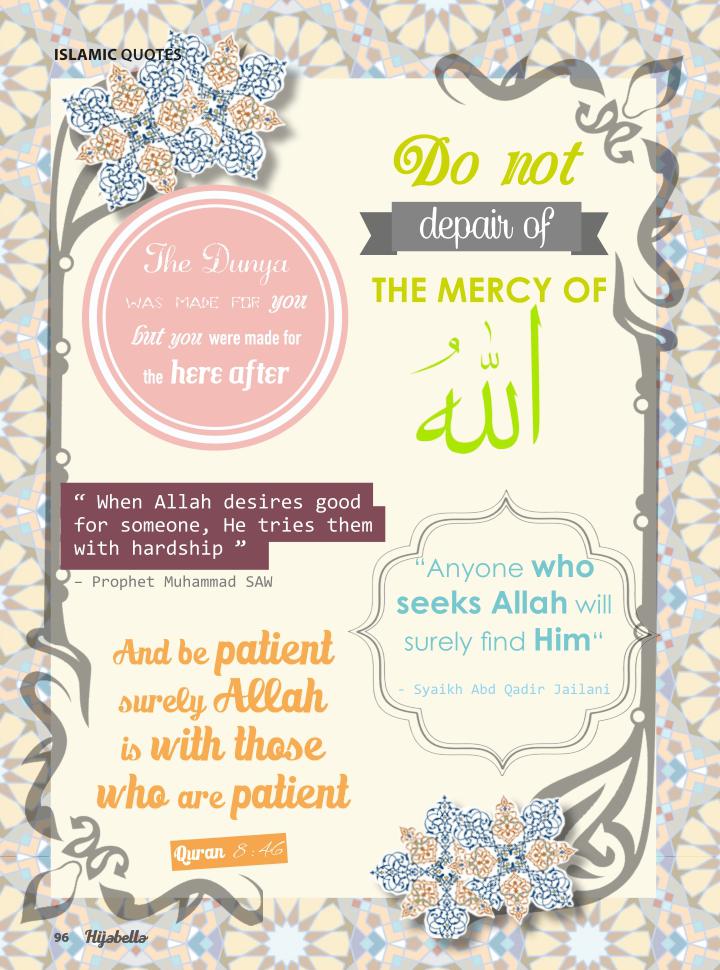 ISLAMIC QUOTES
The Dunya
WAS MADE FOR you
but you were made for
the here after
Do not
depair of
THE MERCY OF
اللّٰهُ
“ When Allah desires good
for someone, He tries them
with hardship ”
– Prophet Muhammad SAW
“Anyone who
seeks Allah will
surely find Him“
- Syaikh Abd Qadir Jailani
And be patient
surely Allah
is with those
who are patient
Quran 8:46
96 Hijabella